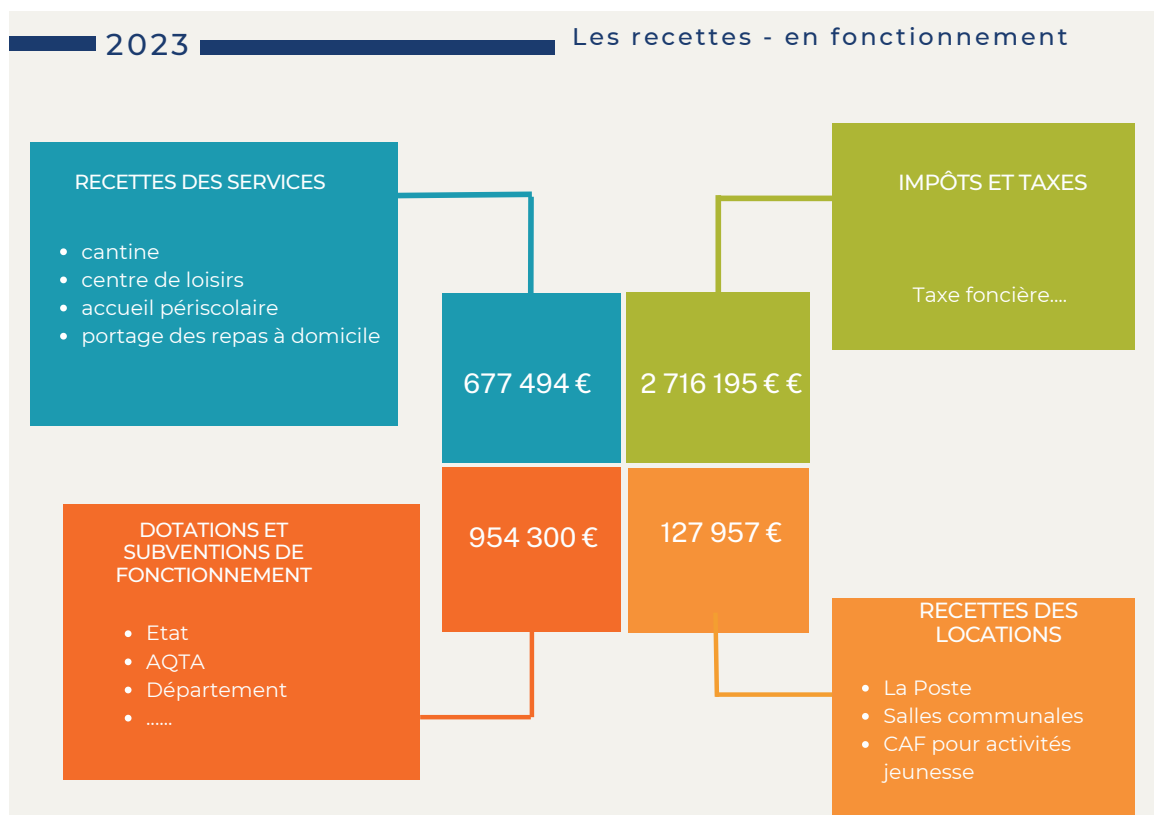 2023
Les recettes - en fonctionnement
RECETTES DES SERVICES
• cantine
• centre de loisirs
• accueil périscolaire
• portage des repas à domicile
IMPÔTS ET TAXES
Taxe foncière....
677 494 €
2 716 195 € €
954 300 €
127 957 €
DOTATIONS ET
SUBVENTIONS DE
FONCTIONNEMENT
• Etat
• AQTA
• Département
• ......
RECETTES DES
LOCATIONS
• La Poste
• Salles communales
• CAF pour activités
jeunesse